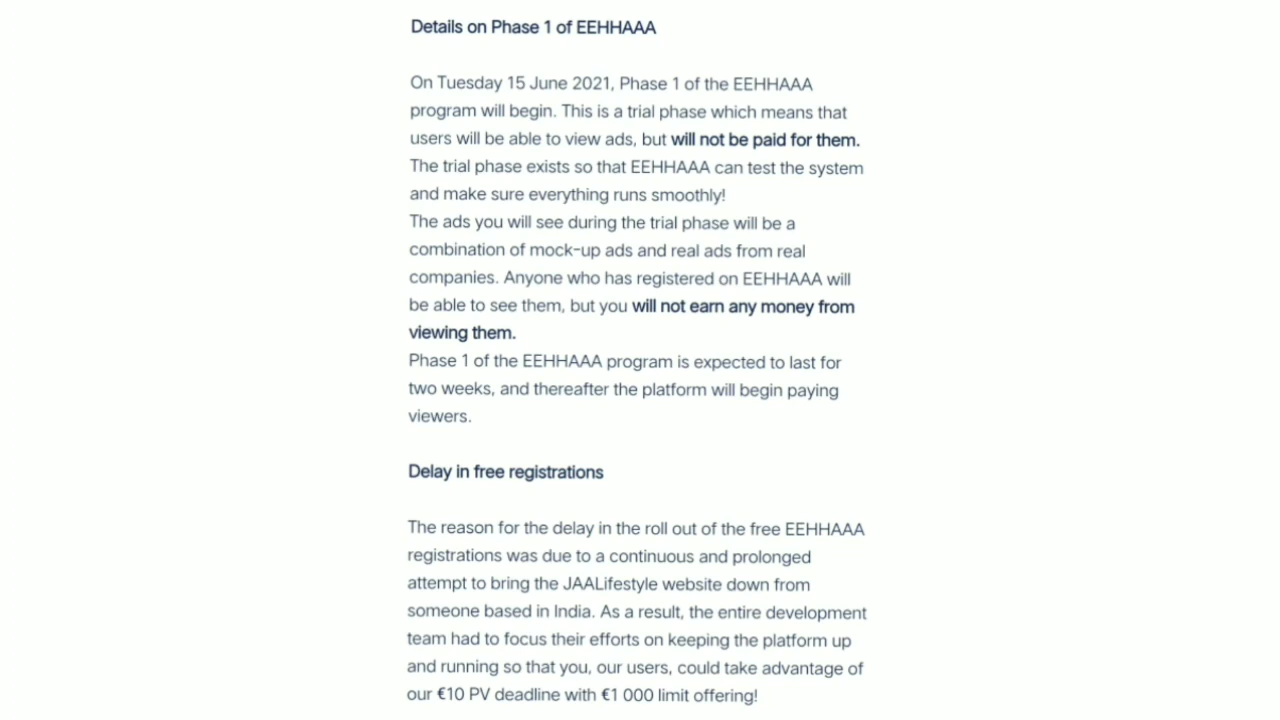 Details on Phase 1 of EEHHAAA
On Tuesday 15 June 2021, Phase 1 of the EEHHAAA
program will begin. This is a trial phase which means that
users will be able to view ads, but will not be paid for them.
The trial phase exists so that EEHHAAA can test the system
and make sure everything runs smoothly!
The ads you will see during the trial phase will be a
combination of mock-up ads and real ads from real
companies. Anyone who has registered on EEHHAAA will
be able to see them, but you will not earn any money from
viewing them.
Phase 1 of the EEHHAAA program is expected to last for
two weeks, and thereafter the platform will begin paying
viewers.
Delay in free registrations
The reason for the delay in the roll out of the free EEHHAAA
registrations was due to a continuous and prolonged
attempt to bring the JAALifestyle website down from
someone based in India. As a result, the entire development
team had to focus their efforts on keeping the platform up
and running so that you, our users, could take advantage of
our €10 PV deadline with €1 000 limit offering!